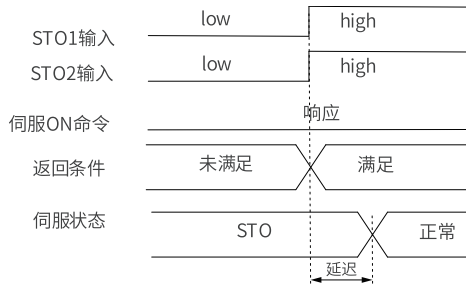 low high
STO1输入
low high
STO2输入
响应
伺服ON命令
返回条件 未满足 满足
伺服状态 STO 正常
延迟